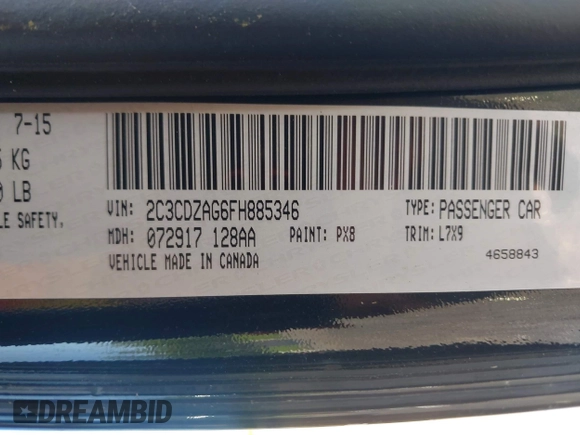 7-15
KG
LB
LE SAFETY,
VIN: 2C3CDZAG6FH885346 TYPE: PASSENGER CAR
MDH: 072917 128AA PAINT: PX8 TRIM: L7X9
VEHICLE MADE IN CANADA 4658843
DREAMBID